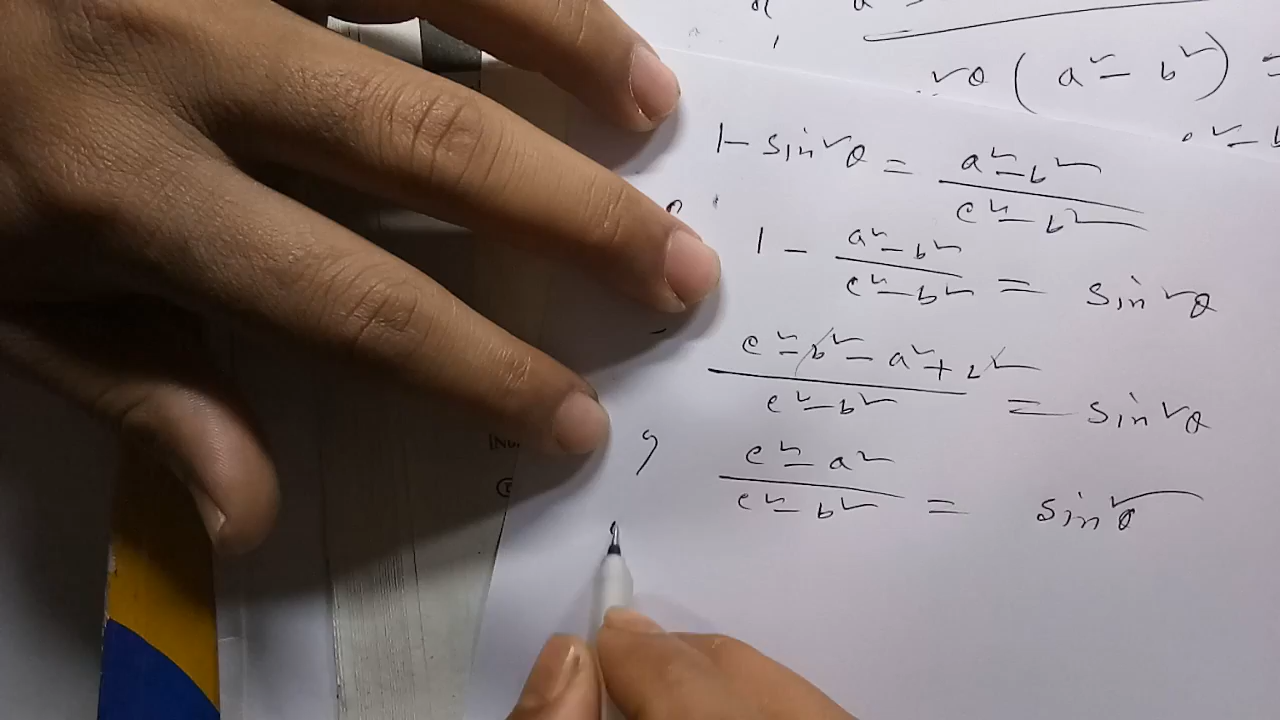 θ (a² - b²) =
1 - sin²θ = (a² - b²)/(c² - b²)
1 - (a² - b²)/(c² - b²) = sin²θ
(c² - b² - a² + b²)/(c² - b²) = sin²θ
(c² - a²)/(c² - b²) = sin²θ